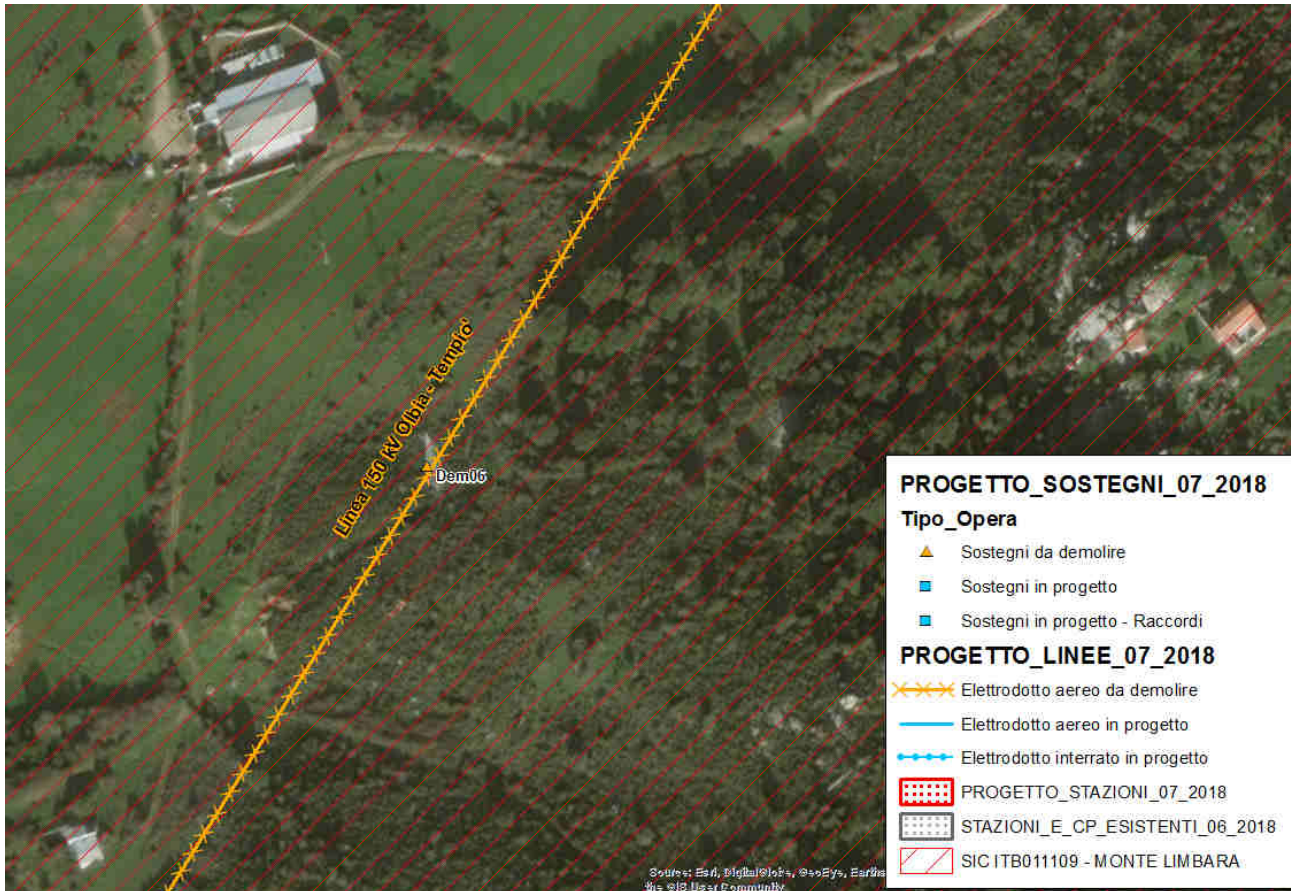 Linea 150 kV Olbia - Tempio'
Dem06
PROGETTO_SOSTEGNI_07_2018
Tipo_Opera
Sostegni da demolire
Sostegni in progetto
Sostegni in progetto - Raccordi
PROGETTO_LINEE_07_2018
Elettrodotto aereo da demolire
Elettrodotto aereo in progetto
Elettrodotto interrato in progetto
PROGETTO_STAZIONI_07_2018
STAZIONI_E_CP_ESISTENTI_06_2018
SIC ITB011109 - MONTE LIMBARA
Source: Esri, DigitalGlobe, GeoEye, Earths
the GIS User Community